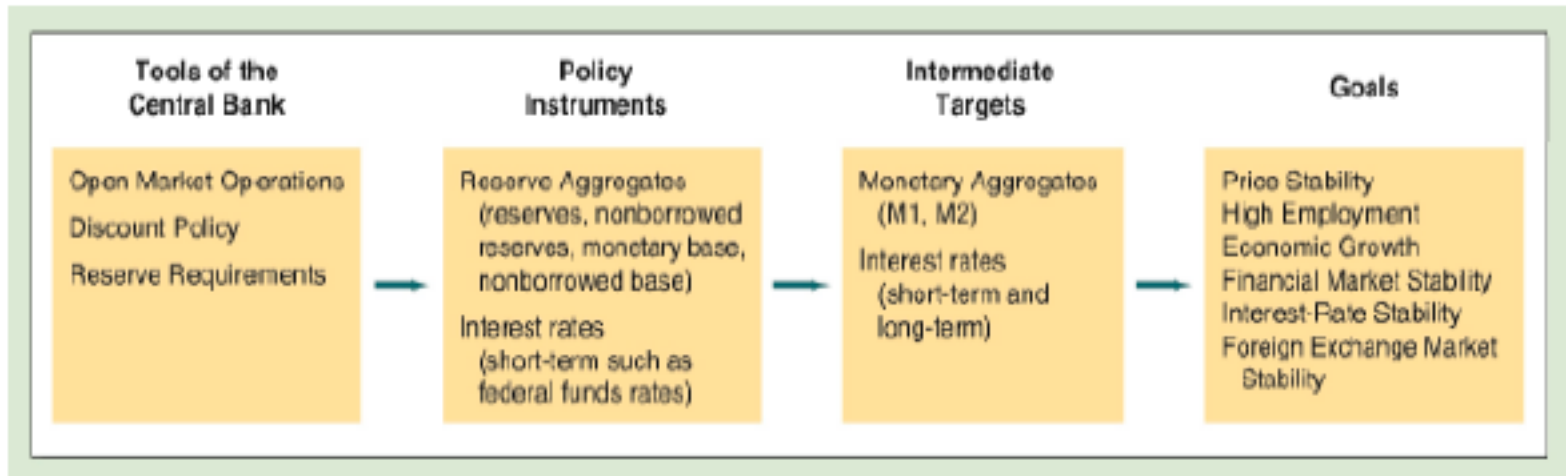 Tools of the
Central Bank
Open Market Operations
Discount Policy
Reserve Requirements
Policy
Instruments
Reserve Aggregates
(reserves, nonborrowed
reserves, monetary base,
nonborrowed base)
Interest rates
(short-term such as
federal funds rates)
Intermediate
Targets
Monetary Aggregates
(M1, M2)
Interest rates
(short-term and
long-term)
Goals
Price Stability
High Employment
Economic Growth
Financial Market Stability
Interest-Rate Stability
Foreign Exchange Market
Stability